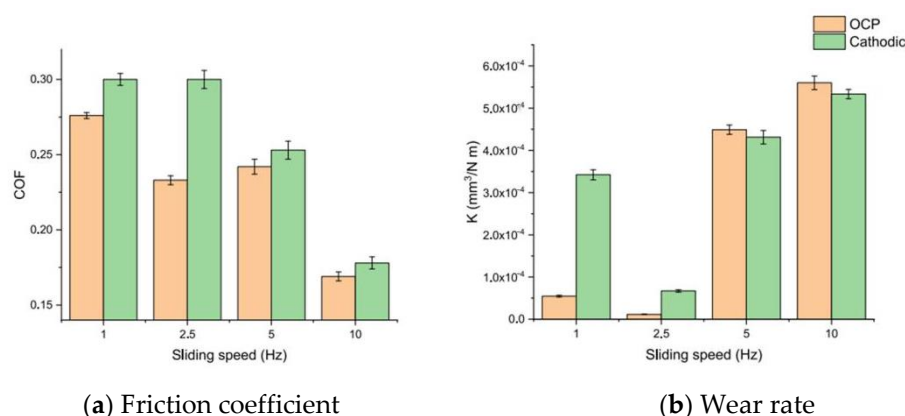 OCP
Cathodic
0.30
0.25
0.20
0.15
COF
1
2.5
5
10
Sliding speed (Hz)
6.0x10⁻⁴
5.0x10⁻⁴
4.0x10⁻⁴
3.0x10⁻⁴
2.0x10⁻⁴
1.0x10⁻⁴
0.0
K (mm³/N m)
1
2.5
5
10
Sliding speed (Hz)
(a) Friction coefficient
(b) Wear rate